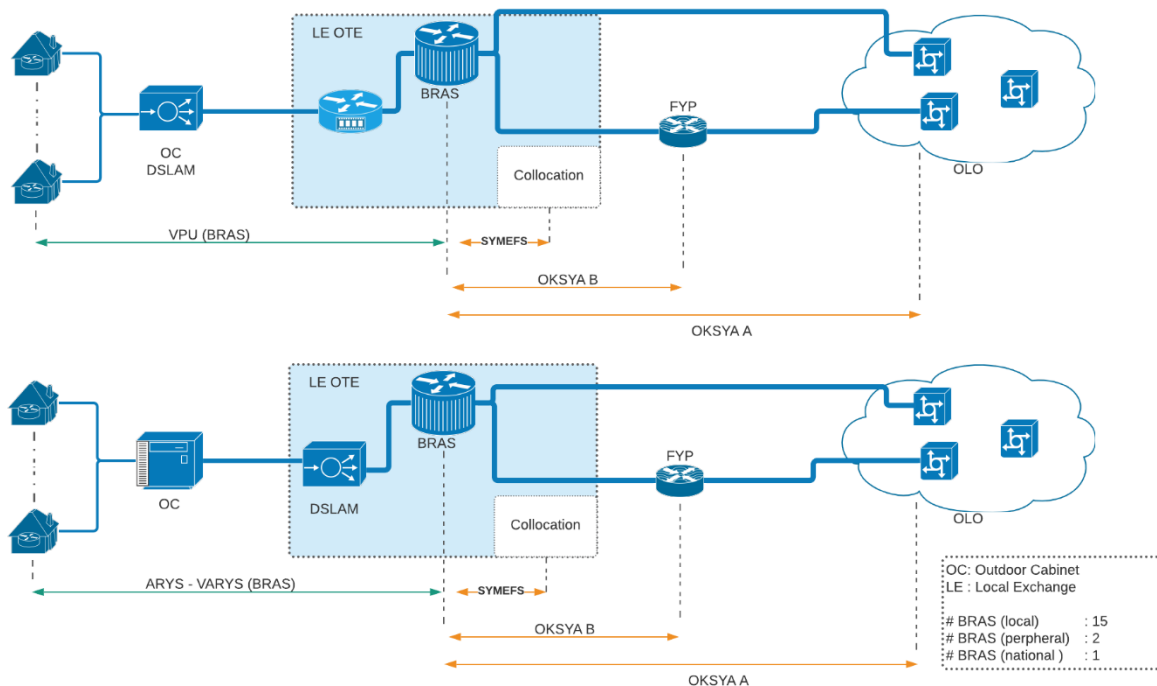 LE OTE
BRAS
FYP
OC
DSLAM
Collocation
OLO
VPU (BRAS)
SYMEFS
OKSYA B
OKSYA A
LE OTE
BRAS
FYP
OC
DSLAM
Collocation
OLO
ARYS - VARYS (BRAS)
SYMEFS
OKSYA B
OKSYA A
OC: Outdoor Cabinet
LE : Local Exchange
# BRAS (local) : 15
# BRAS (perpheral) : 2
# BRAS (national ) : 1